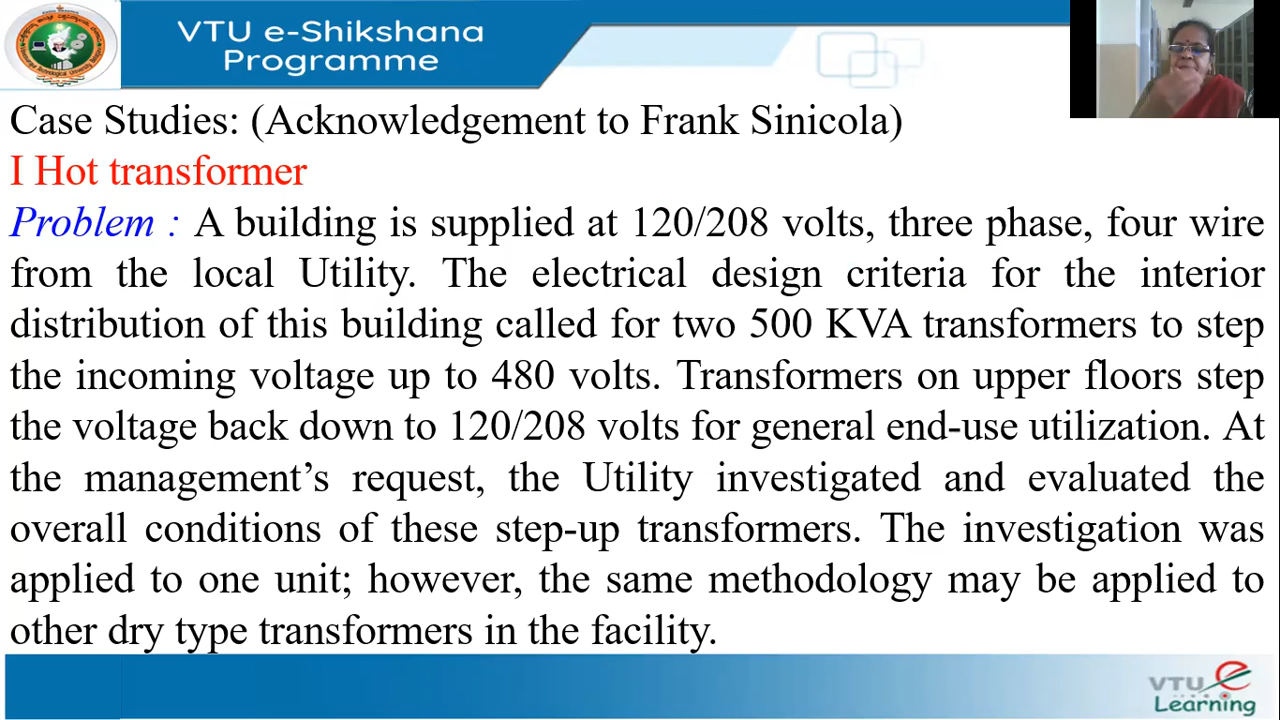 VTU e-Shikshana
Programme
Case Studies: (Acknowledgement to Frank Sinicola)
I Hot transformer
Problem : A building is supplied at 120/208 volts, three phase, four wire
from the local Utility. The electrical design criteria for the interior
distribution of this building called for two 500 KVA transformers to step
the incoming voltage up to 480 volts. Transformers on upper floors step
the voltage back down to 120/208 volts for general end-use utilization. At
the management’s request, the Utility investigated and evaluated the
overall conditions of these step-up transformers. The investigation was
applied to one unit; however, the same methodology may be applied to
other dry type transformers in the facility.
VTU e
Learning